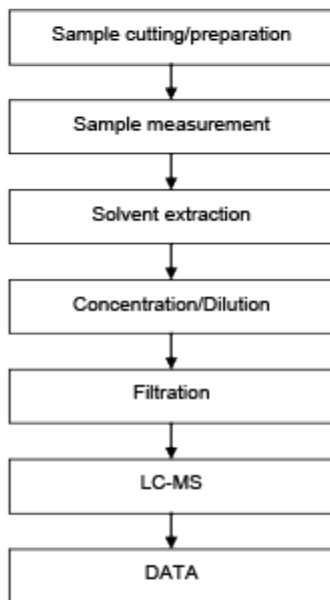 Sample cutting/preparation
Sample measurement
Solvent extraction
Concentration/Dilution
Filtration
LC-MS
DATA